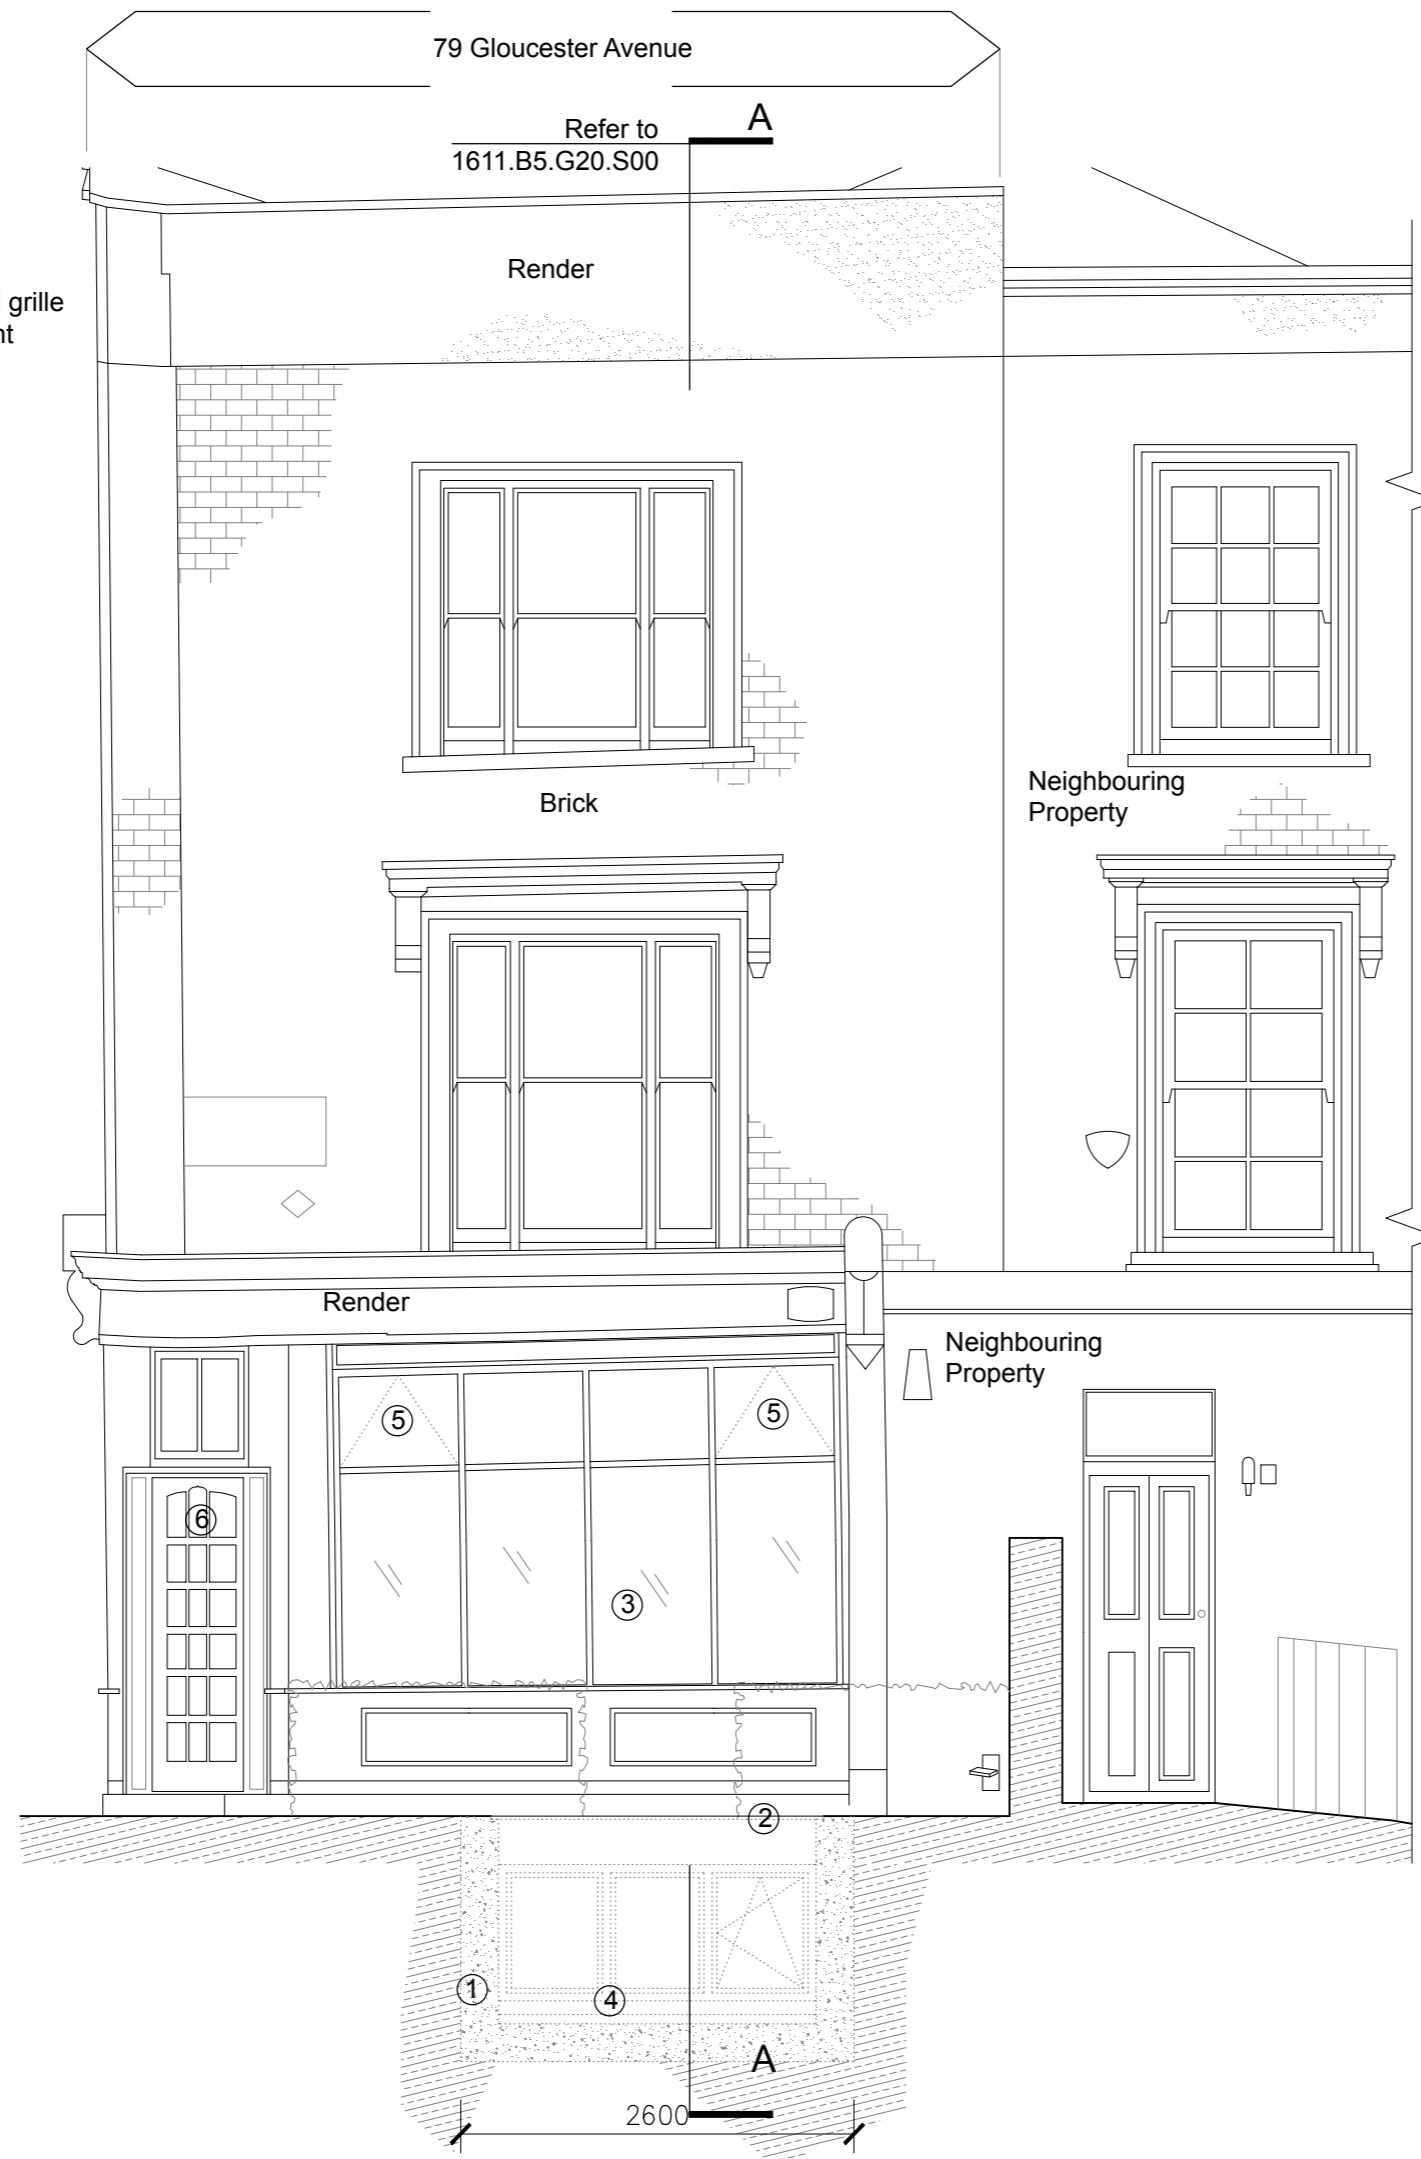 79 Gloucester Avenue
Refer to
A
1611.B5.G20.S00
Render
grille
Brick
Neighbouring
Property
Render
Neighbouring
Property
5
5
6
3
2
1
4
A
2600